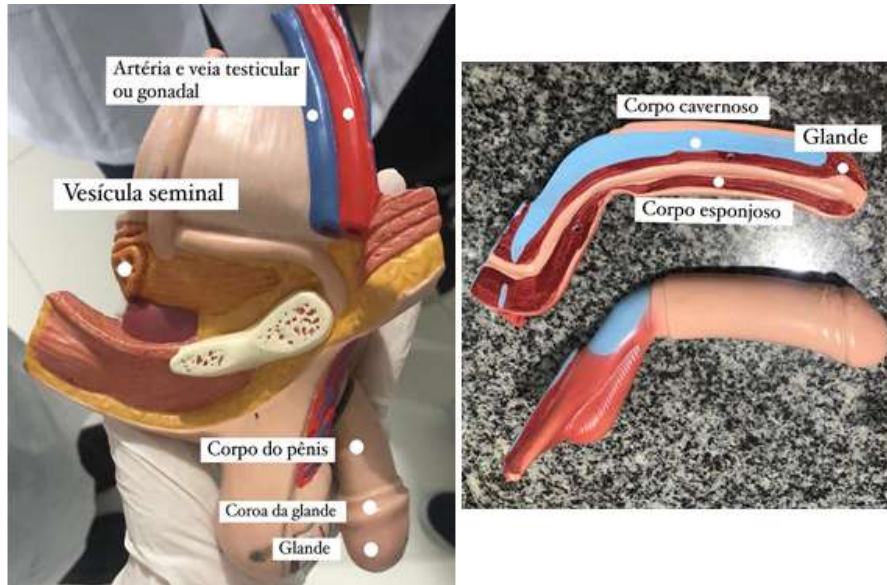 Artéria e veia testicular
ou gonadal
Vesícula seminal
Corpo do pênis
Coroa da glande
Glande
Corpo cavernoso
Glande
Corpo esponjoso